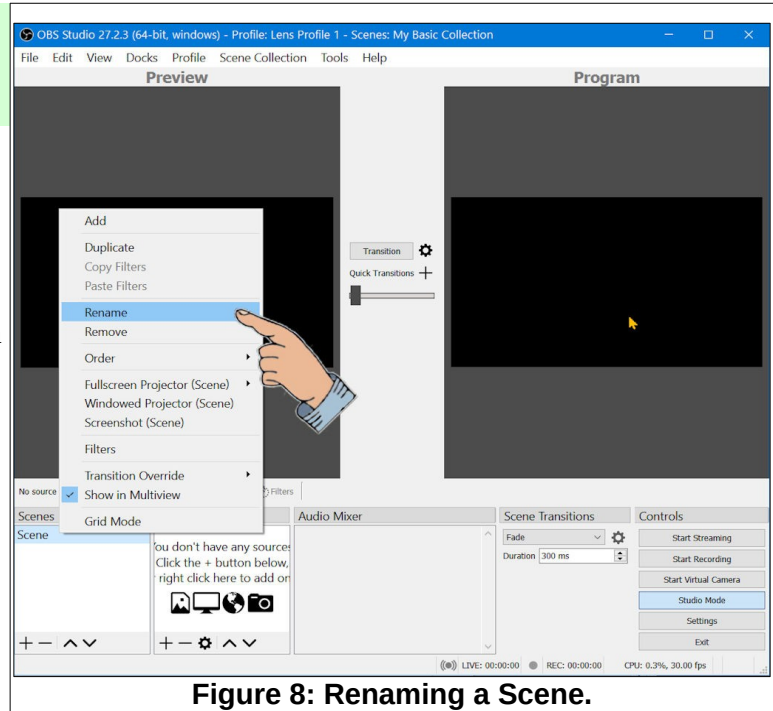 OBS Studio 27.2.3 (64-bit, windows) - Profile: Lens Profile 1 - Scenes: My Basic Collection
File Edit View Docks Profile Scene Collection Tools Help
Preview
Program
Add
Duplicate
Copy Filters
Paste Filters
Rename
Remove
Order
Fullscreen Projector (Scene)
Windowed Projector (Scene)
Screenshot (Scene)
Filters
Transition Override
Show in Multiview
Grid Mode
Transition
Quick Transitions
No source
Filters
Scenes
Scene
ou don't have any sources
Click the + button below,
right click here to add on
Audio Mixer
Scene Transitions
Fade
Duration 300 ms
Controls
Start Streaming
Start Recording
Start Virtual Camera
Studio Mode
Settings
Exit
LIVE: 00:00:00 REC: 00:00:00 CPU: 0.3%, 30.00 fps
Figure 8: Renaming a Scene.